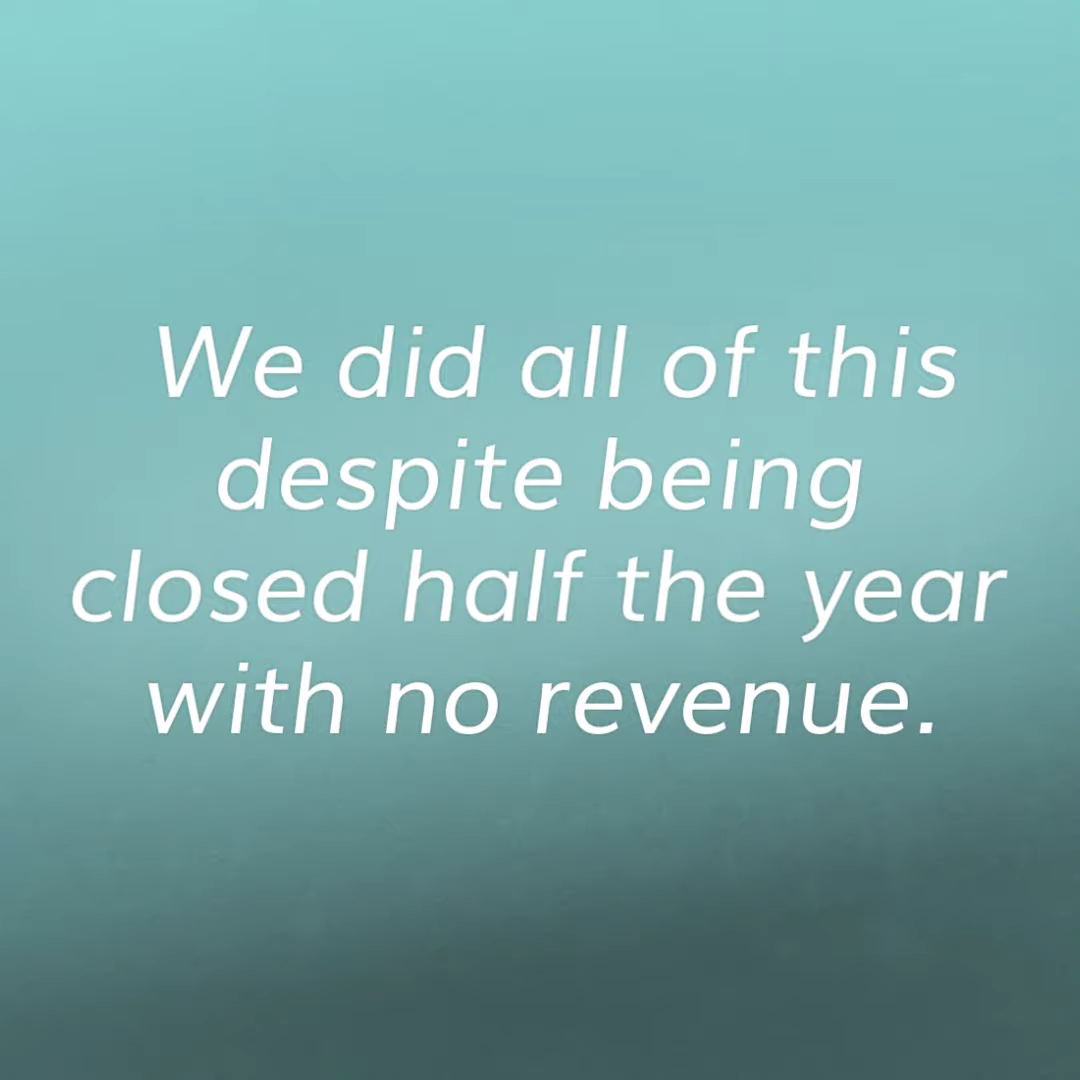 We did all of this
despite being
closed half the year
with no revenue.